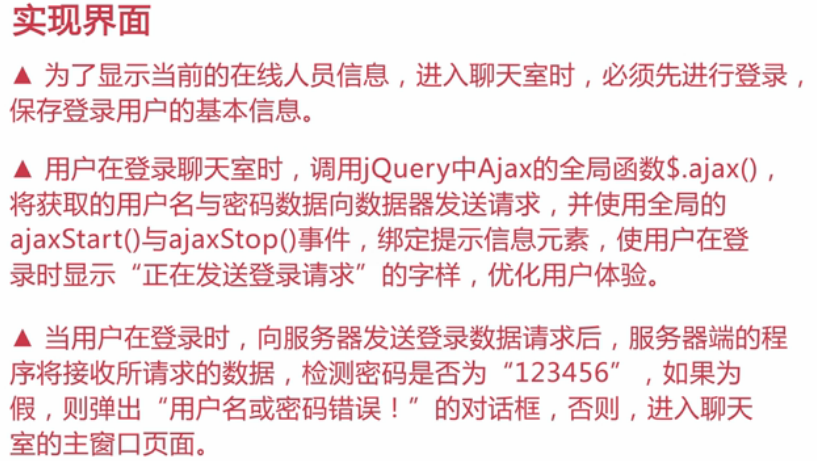 实现界面
▲ 为了显示当前的在线人员信息，进入聊天室时，必须先进行登录，
保存登录用户的基本信息。
▲ 用户在登录聊天室时，调用jQuery中Ajax的全局函数$.ajax()，
将获取的用户名与密码数据向数据器发送请求，并使用全局的
ajaxStart()与ajaxStop()事件，绑定提示信息元素，使用户在登
录时显示“正在发送登录请求”的字样，优化用户体验。
▲ 当用户在登录时，向服务器发送登录数据请求后，服务器端的程
序将接收所请求的数据，检测密码是否为“123456”，如果为
假，则弹出“用户名或密码错误！”的对话框，否则，进入聊天
室的主窗口页面。